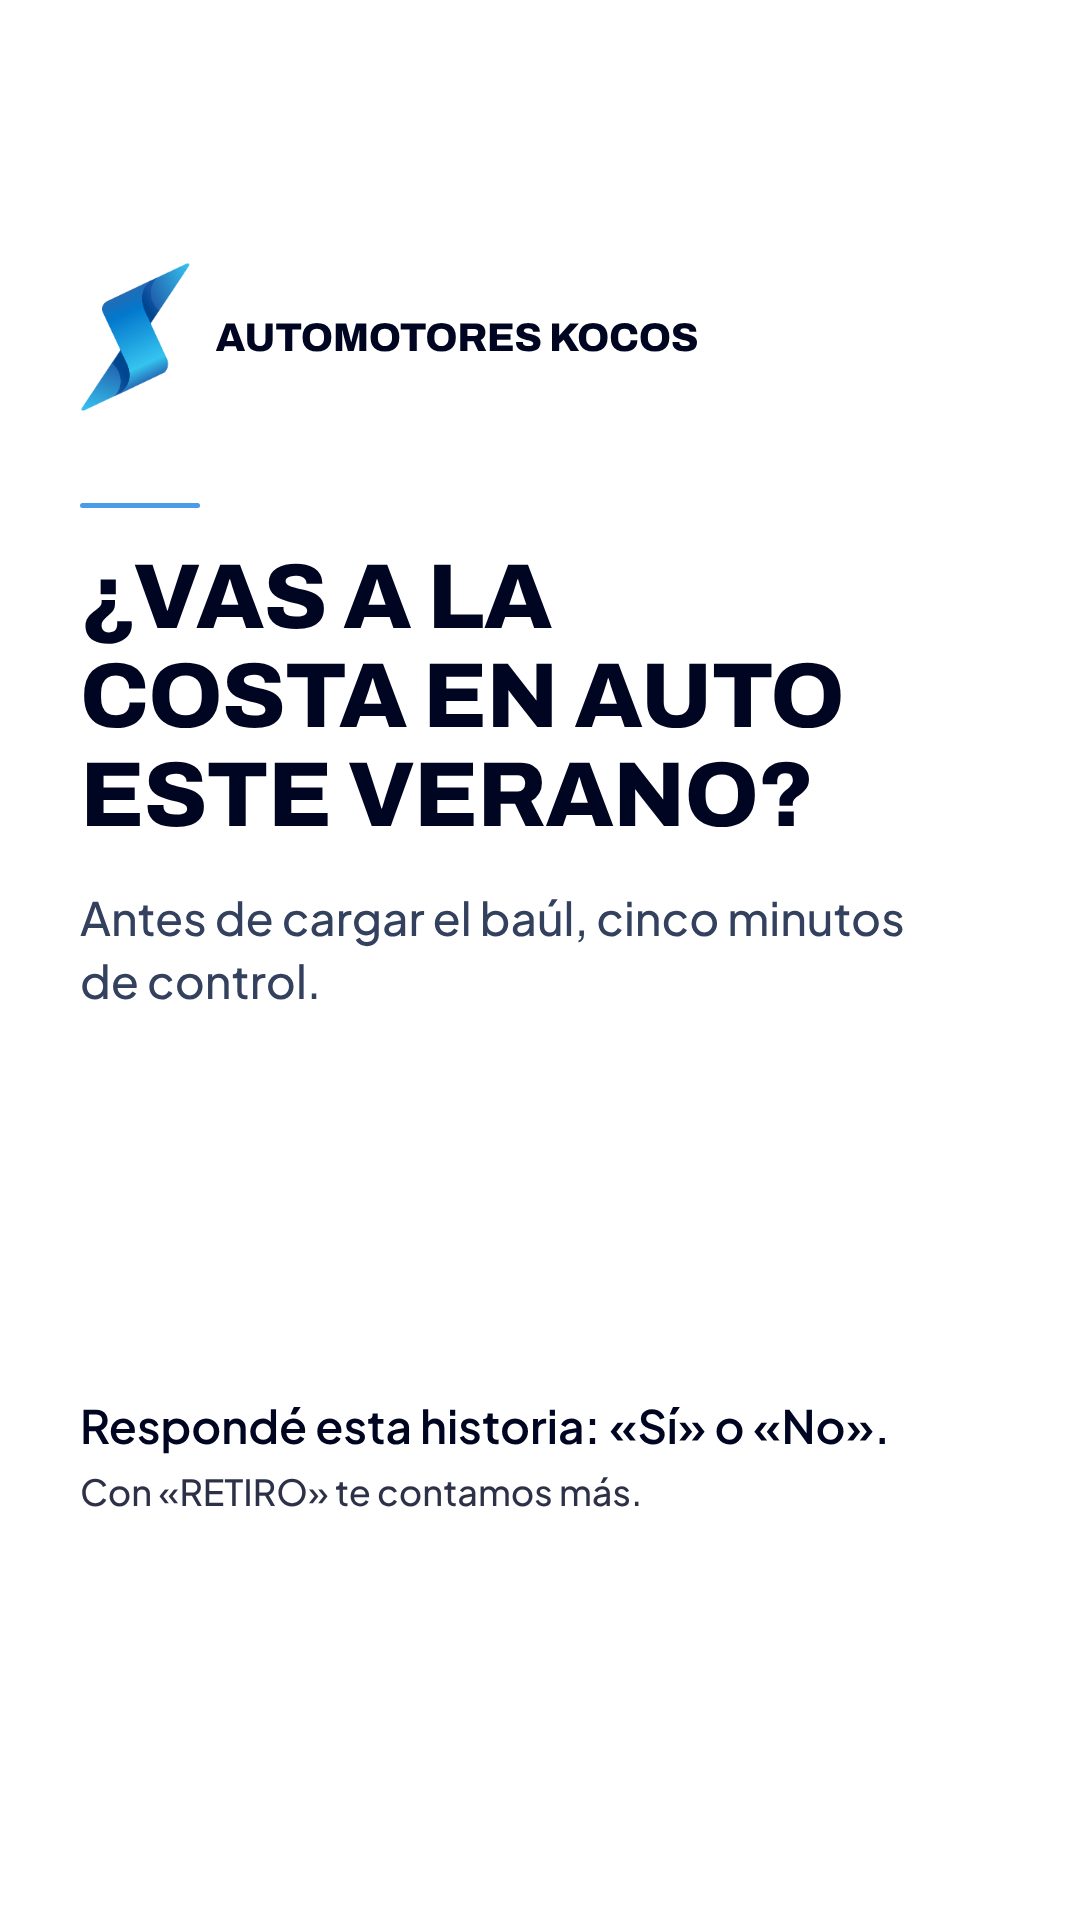 AUTOMOTORES KOCOS
¿VAS A LA
COSTA EN AUTO
ESTE VERANO?
Antes de cargar el baúl, cinco minutos
de control.
Respondé esta historia: «Sí» o «No».
Con «RETIRO» te contamos más.